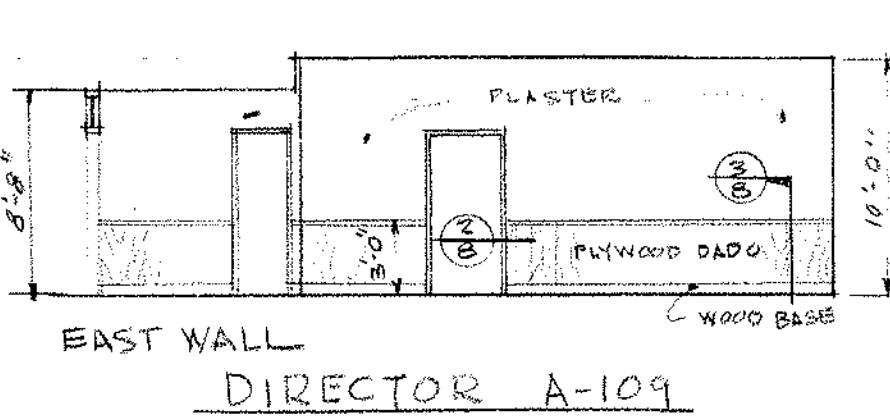 PLASTER
8'-8"
10'-0"
3
8
2
8
3'-0"
PLYWOOD DADO
WOOD BASE
EAST WALL
DIRECTOR A-109